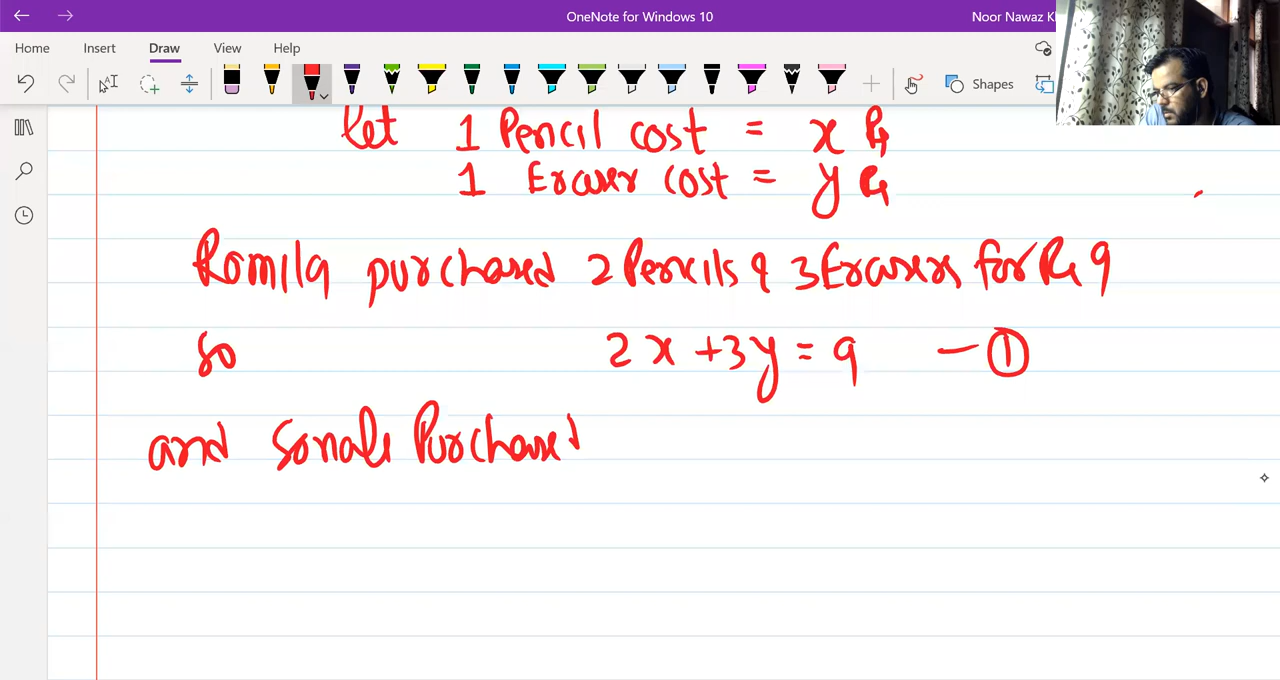 OneNote for Windows 10
Noor Nawaz Kh
Home Insert Draw View Help
Shapes
let 1 Pencil cost = x Rs
1 Eraser cost = y Rs
Romila purchased 2 Pencils & 3 Erasers for Rs 9
so 2x + 3y = 9 — ①
and Sonali Purchased